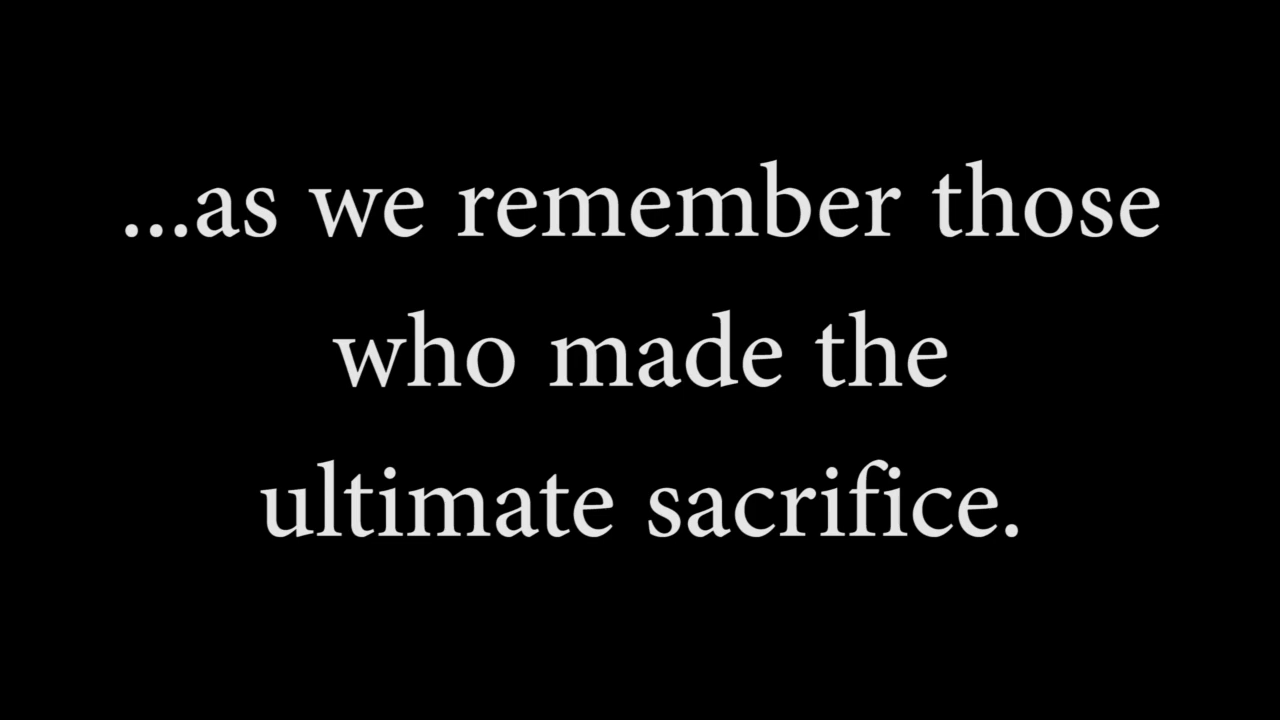 ...as we remember those
who made the
ultimate sacrifice.